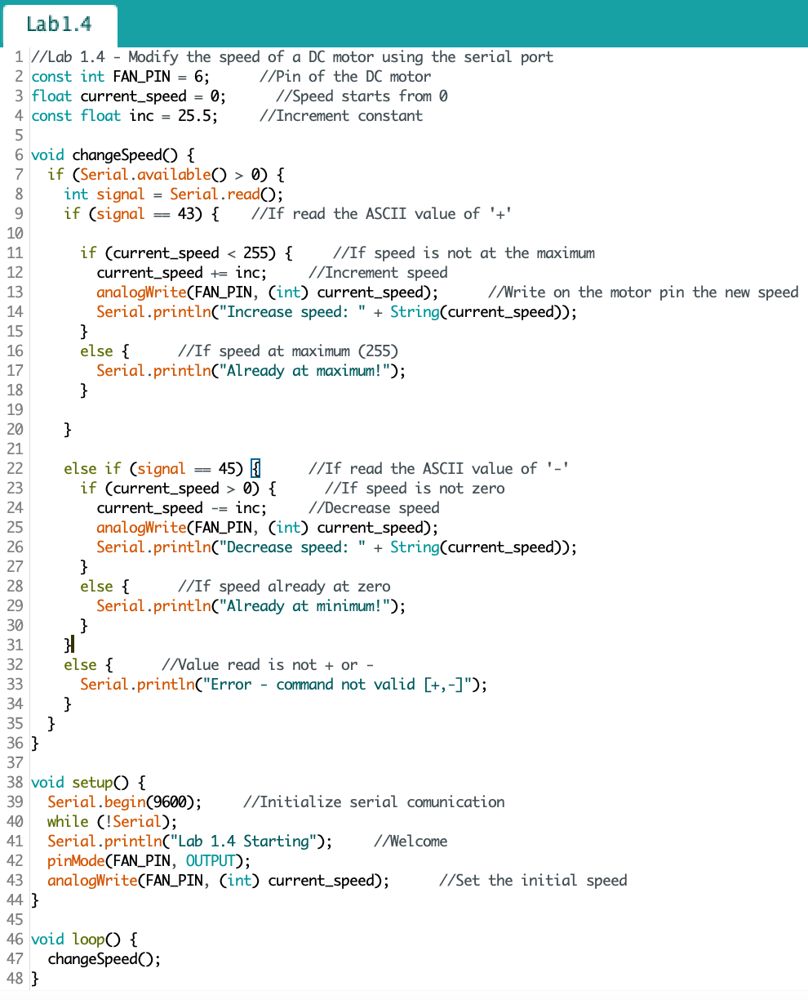 Lab1.4
1 //Lab 1.4 - Modify the speed of a DC motor using the serial port
2 const int FAN_PIN = 6;      //Pin of the DC motor
3 float current_speed = 0;      //Speed starts from 0
4 const float inc = 25.5;     //Increment constant
5
6 void changeSpeed() {
7   if (Serial.available() > 0) {
8     int signal = Serial.read();
9     if (signal == 43) {    //If read the ASCII value of '+'
10
11       if (current_speed < 255) {     //If speed is not at the maximum
12         current_speed += inc;     //Increment speed
13         analogWrite(FAN_PIN, (int) current_speed);      //Write on the motor pin the new speed
14         Serial.println("Increase speed: " + String(current_speed));
15       }
16       else {      //If speed at maximum (255)
17         Serial.println("Already at maximum!");
18       }
19
20     }
21
22     else if (signal == 45) {      //If read the ASCII value of '-'
23       if (current_speed > 0) {      //If speed is not zero
24         current_speed -= inc;     //Decrease speed
25         analogWrite(FAN_PIN, (int) current_speed);
26         Serial.println("Decrease speed: " + String(current_speed));
27       }
28       else {      //If speed already at zero
29         Serial.println("Already at minimum!");
30       }
31     }
32     else {      //Value read is not + or -
33       Serial.println("Error - command not valid [+,-]");
34     }
35   }
36 }
37
38 void setup() {
39   Serial.begin(9600);     //Initialize serial comunication
40   while (!Serial);
41   Serial.println("Lab 1.4 Starting");     //Welcome
42   pinMode(FAN_PIN, OUTPUT);
43   analogWrite(FAN_PIN, (int) current_speed);      //Set the initial speed
44 }
45
46 void loop() {
47   changeSpeed();
48 }